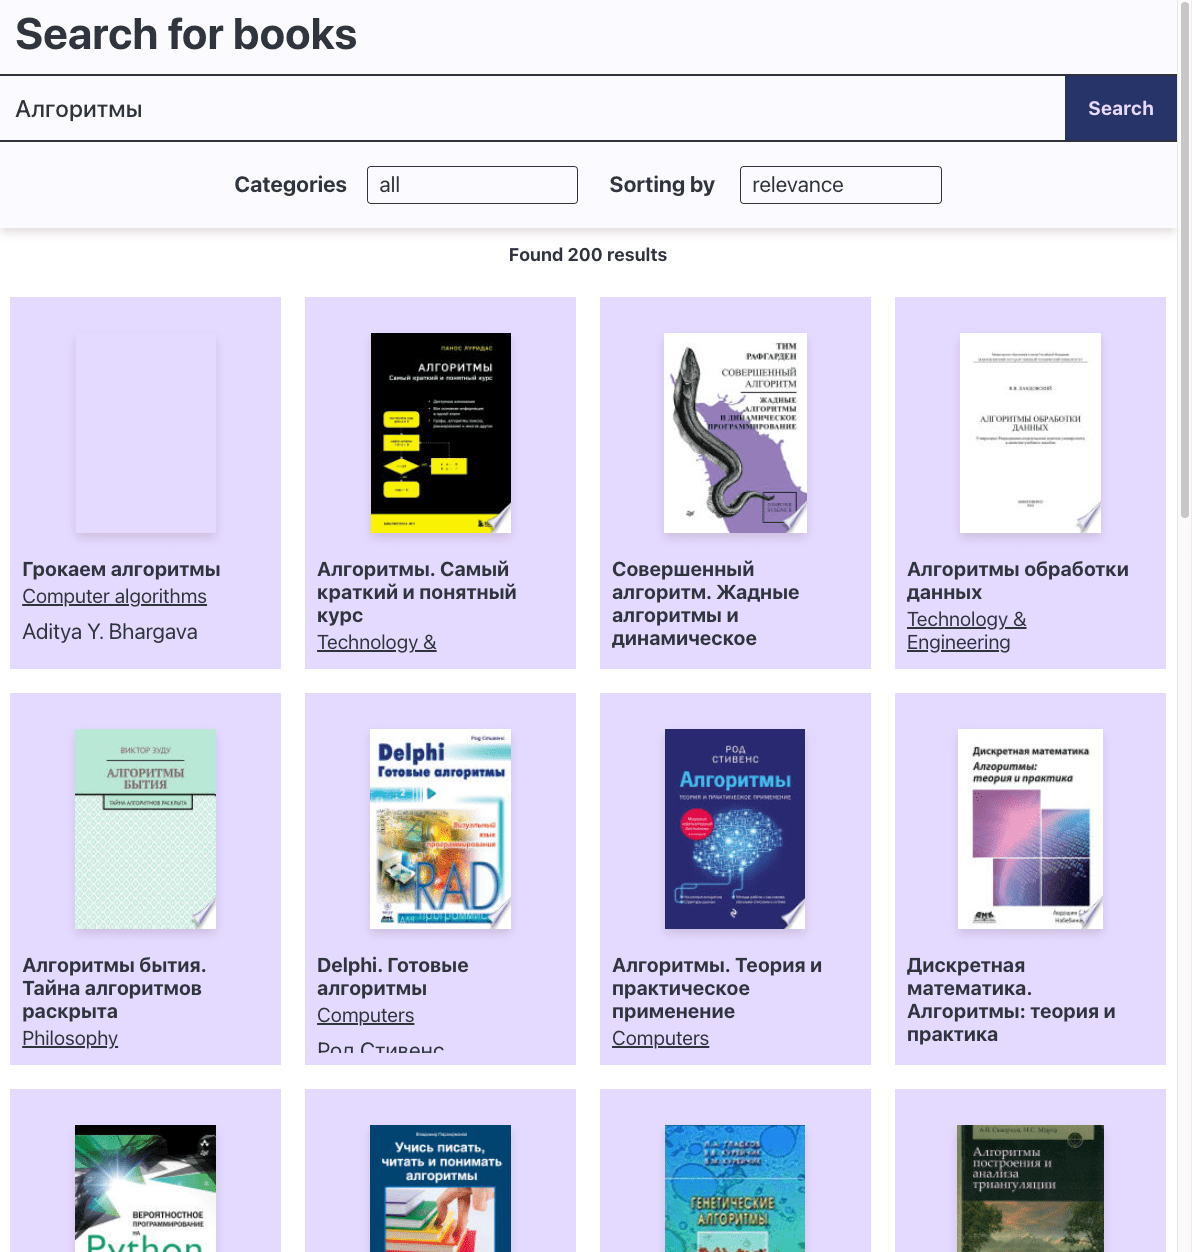 Search for books
Алгоритмы
Search
Categories
all
Sorting by
relevance
Found 200 results
ПАНОС ЛУРИДАС
АЛГОРИТМЫ
Самый краткий и понятный курс
ТИМ
РАФГАРДЕН
СОВЕРШЕННЫЙ
АЛГОРИТМ
ЖАДНЫЕ
АЛГОРИТМЫ
И ДИНАМИЧЕСКОЕ
ПРОГРАММИРОВАНИЕ
АЛГОРИТМЫ ОБРАБОТКИ
ДАННЫХ
Грокаем алгоритмы
Computer algorithms
Aditya Y. Bhargava
Алгоритмы. Самый
краткий и понятный
курс
Technology &
Совершенный
алгоритм. Жадные
алгоритмы и
динамическое
Алгоритмы обработки
данных
Technology &
Engineering
ВИКТОР ЗУДУ
АЛГОРИТМЫ
БЫТИЯ
ТАЙНА АЛГОРИТМОВ РАСКРЫТА
Род Стивенс
Delphi
Готовые алгоритмы
Визуальный
язык
программирования
RAD
РОД
СТИВЕНС
Алгоритмы
ТЕОРИЯ И ПРАКТИЧЕСКОЕ ПРИМЕНЕНИЕ
Дискретная математика
Алгоритмы:
теория и практика
Алгоритмы бытия.
Тайна алгоритмов
раскрыта
Philosophy
Delphi. Готовые
алгоритмы
Computers
Род Стивенс
Алгоритмы. Теория и
практическое
применение
Computers
Дискретная
математика.
Алгоритмы: теория и
практика
ВЕРОЯТНОСТНОЕ
ПРОГРАММИРОВАНИЕ
НА
Python
Учись писать,
читать и понимать
алгоритмы
ГЕНЕТИЧЕСКИЕ
АЛГОРИТМЫ
Алгоритмы
построения и
анализа
триангуляции